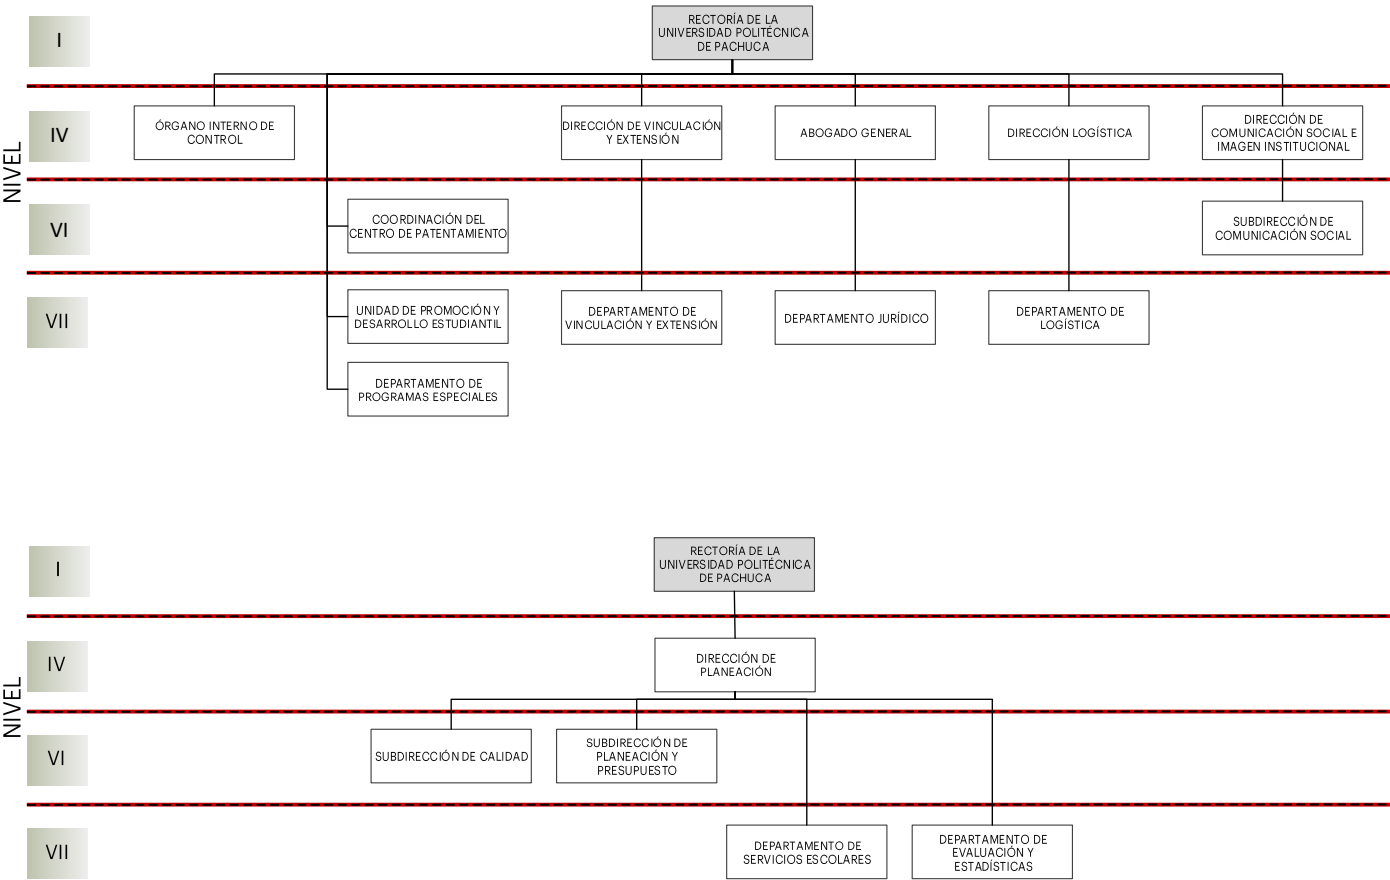 RECTORÍA DE LA
UNIVERSIDAD POLITÉCNICA
DE PACHUCA
I
NIVEL
IV
ÓRGANO INTERNO DE
CONTROL
DIRECCIÓN DE VINCULACIÓN
Y EXTENSIÓN
ABOGADO GENERAL
DIRECCIÓN LOGÍSTICA
DIRECCIÓN DE
COMUNICACIÓN SOCIAL E
IMAGEN INSTITUCIONAL
VI
COORDINACIÓN DEL
CENTRO DE PATENTAMIENTO
SUBDIRECCIÓN DE
COMUNICACIÓN SOCIAL
VII
UNIDAD DE PROMOCIÓN Y
DESARROLLO ESTUDIANTIL
DEPARTAMENTO DE
VINCULACIÓN Y EXTENSIÓN
DEPARTAMENTO JURÍDICO
DEPARTAMENTO DE
LOGÍSTICA
DEPARTAMENTO DE
PROGRAMAS ESPECIALES
I
RECTORÍA DE LA
UNIVERSIDAD POLITÉCNICA
DE PACHUCA
NIVEL
IV
DIRECCIÓN DE
PLANEACIÓN
VI
SUBDIRECCIÓN DE CALIDAD
SUBDIRECCIÓN DE
PLANEACIÓN Y
PRESUPUESTO
VII
DEPARTAMENTO DE
SERVICIOS ESCOLARES
DEPARTAMENTO DE
EVALUACIÓN Y
ESTADÍSTICAS